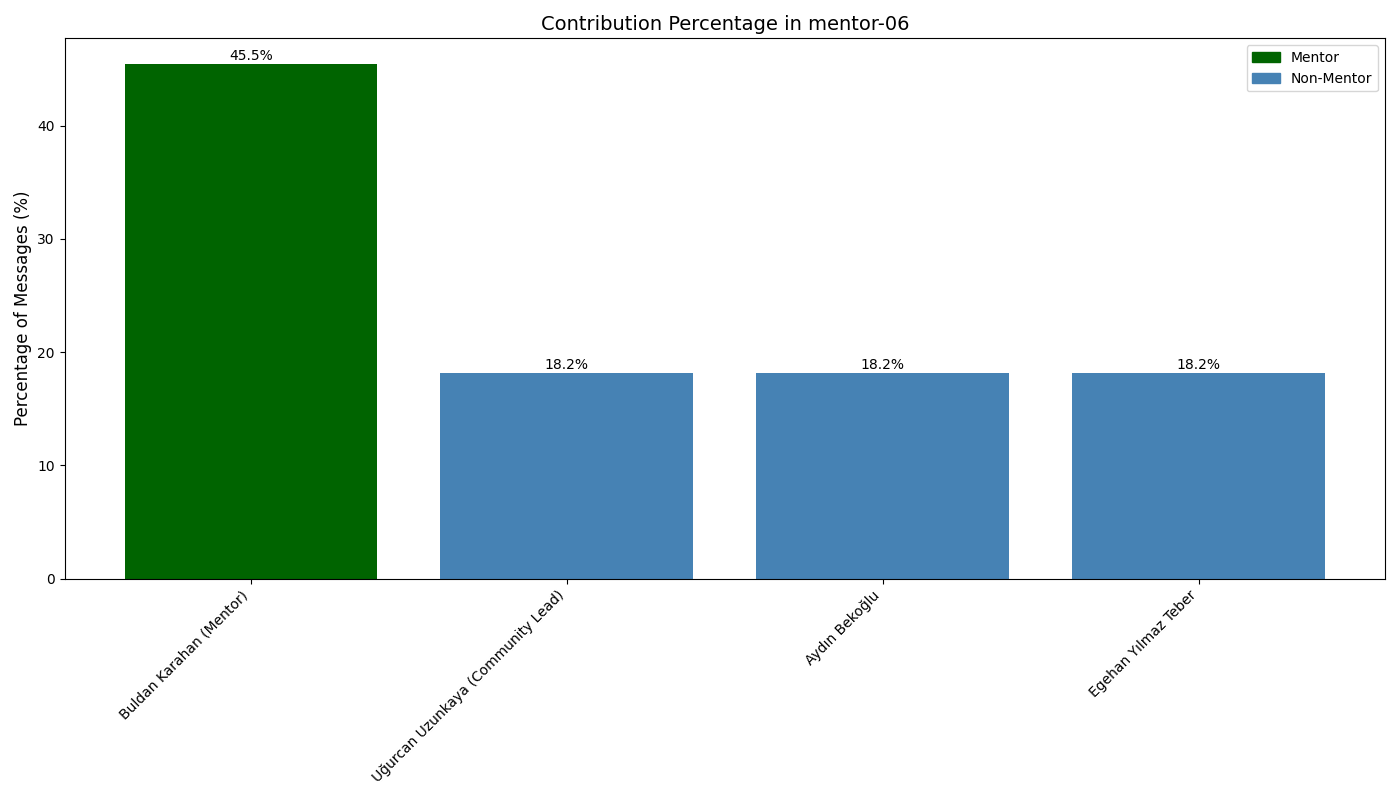 Contribution Percentage in mentor-06
Mentor
Non-Mentor
Percentage of Messages (%)
40
30
20
10
0
45.5%
18.2%
18.2%
18.2%
Buldan Karahan (Mentor)
Uğurcan Uzunkaya (Community Lead)
Aydın Bekoğlu
Egehan Yılmaz Teber